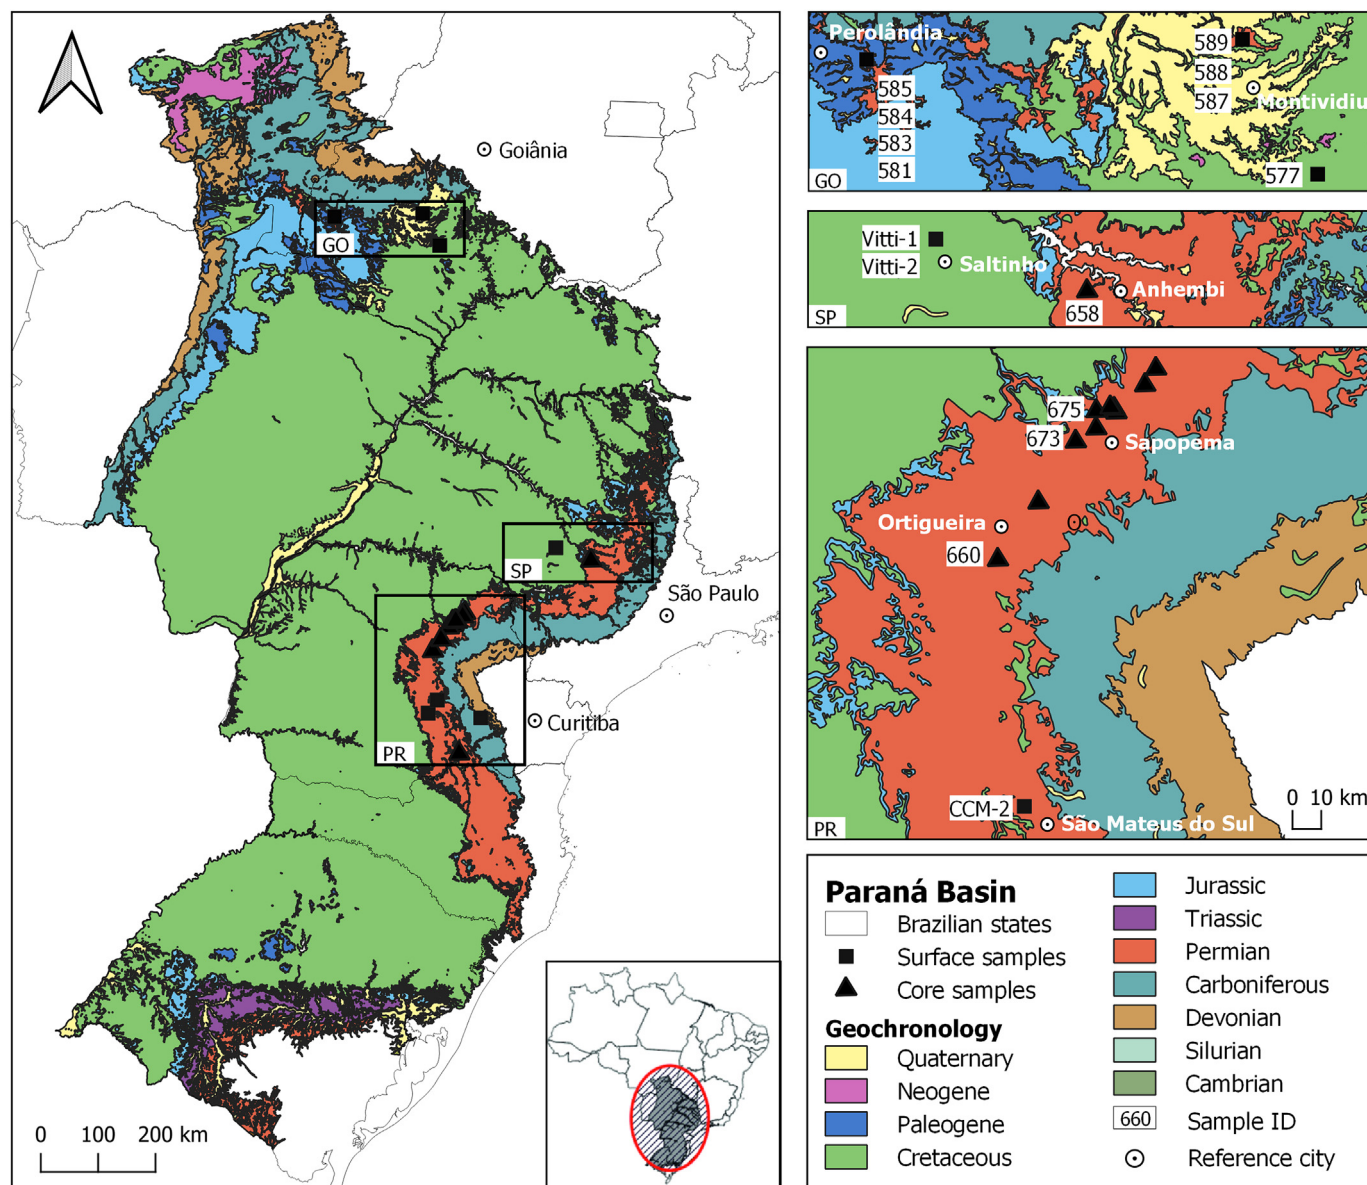 Goiânia
GO
SP
São Paulo
PR
Curitiba
0 100 200 km
Perolândia
585
584
583
581
589
588
587
Montividiu
577
GO
Vitti-1
Vitti-2
Saltinho
Anhembi
658
SP
675
673
Sapopema
Ortigueira
660
CCM-2
São Mateus do Sul
0 10 km
PR
Paraná Basin
Brazilian states
Surface samples
Core samples
Geochronology
Quaternary
Neogene
Paleogene
Cretaceous
Jurassic
Triassic
Permian
Carboniferous
Devonian
Silurian
Cambrian
660 Sample ID
Reference city